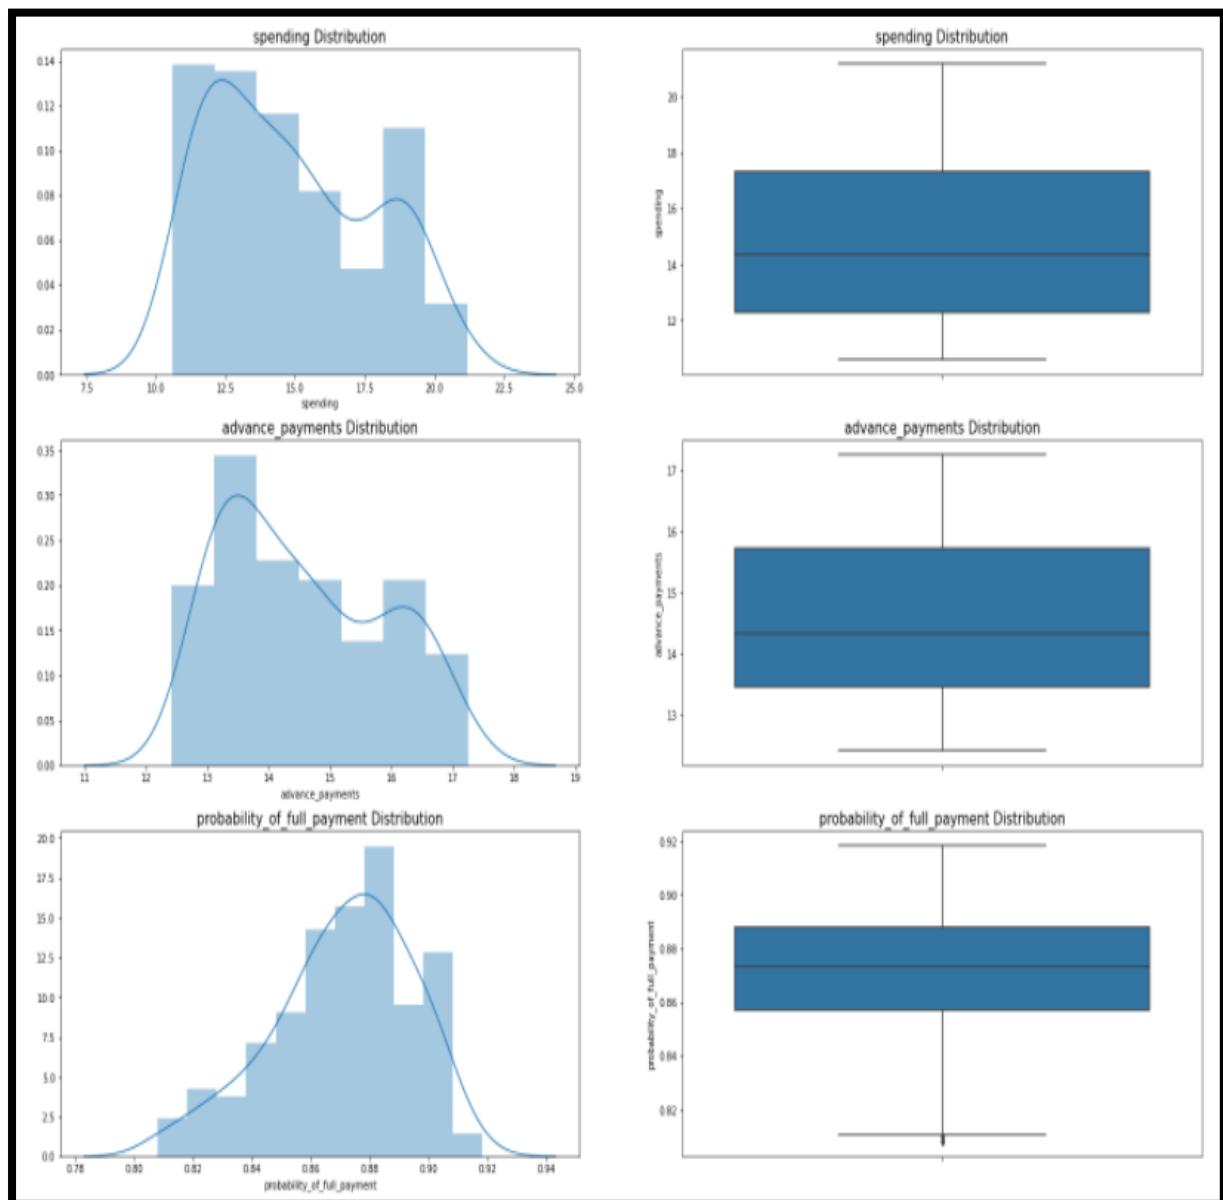 spending Distribution
0.14
0.12
0.10
0.08
0.06
0.04
0.02
0.00
7.5 10.0 12.5 15.0 17.5 20.0 22.5 25.0
spending
spending Distribution
20
18
16
14
12
spending
advance_payments Distribution
0.35
0.30
0.25
0.20
0.15
0.10
0.05
0.00
11 12 13 14 15 16 17 18 19
advance_payments
advance_payments Distribution
17
16
15
14
13
advance_payments
probability_of_full_payment Distribution
20.0
17.5
15.0
12.5
10.0
7.5
5.0
2.5
0.0
0.78 0.80 0.82 0.84 0.86 0.88 0.90 0.92 0.94
probability_of_full_payment
probability_of_full_payment Distribution
0.92
0.90
0.88
0.86
0.84
0.82
probability_of_full_payment